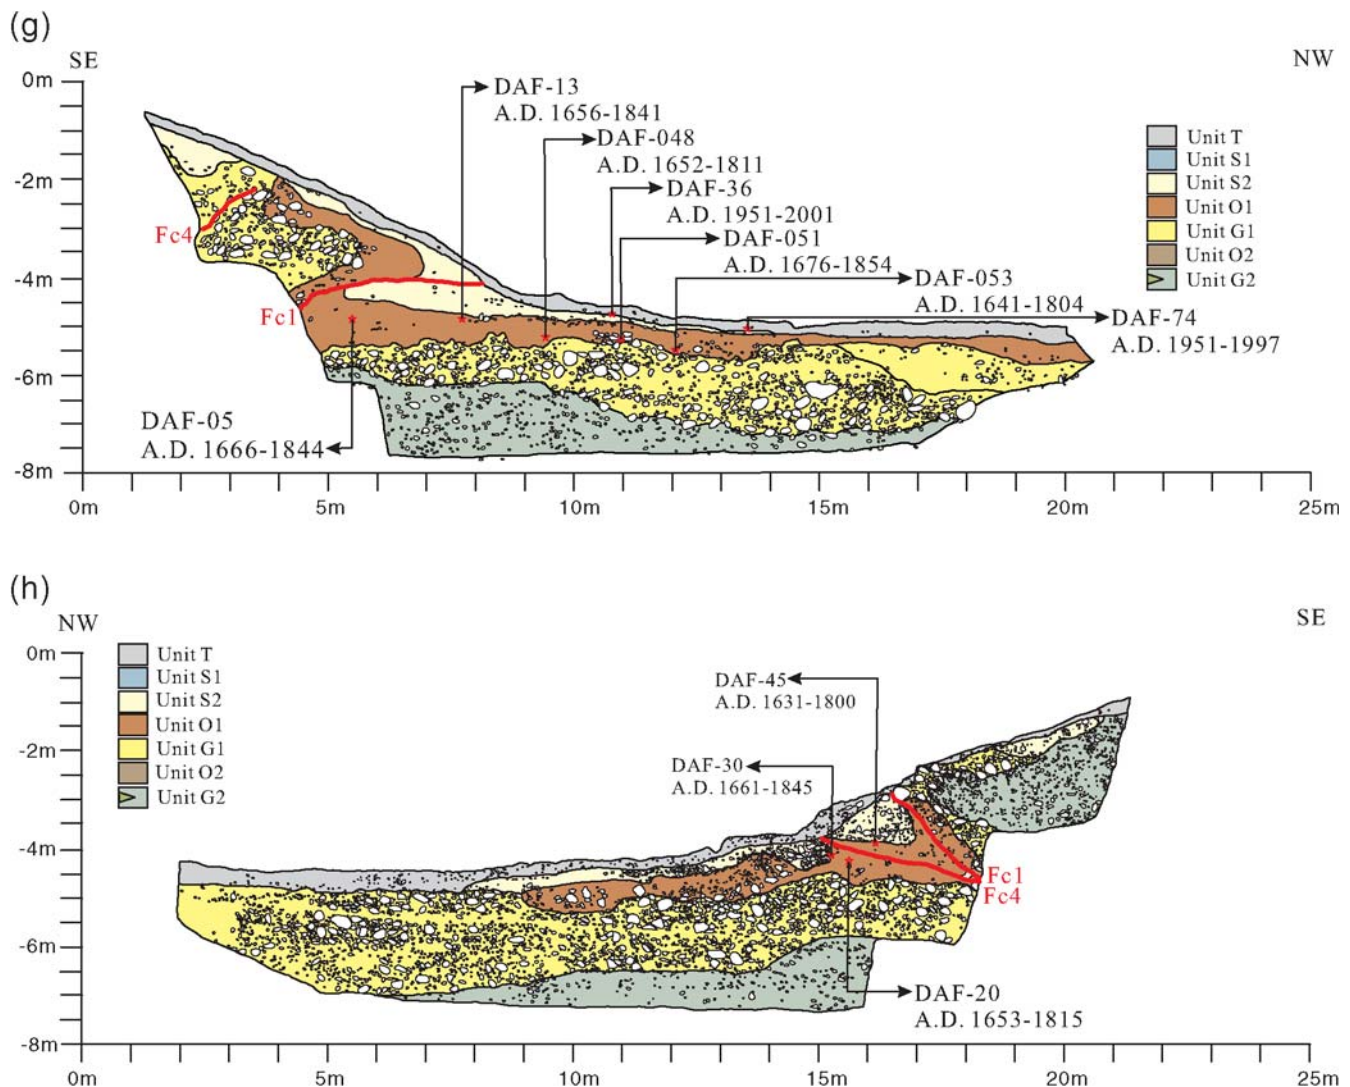 (g)
SE
NW
0m
-2m
-4m
-6m
-8m
DAF-13
A.D. 1656-1841
DAF-048
A.D. 1652-1811
DAF-36
A.D. 1951-2001
DAF-051
A.D. 1676-1854
DAF-053
A.D. 1641-1804
DAF-74
A.D. 1951-1997
Fc4
Fc1
DAF-05
A.D. 1666-1844
Unit T
Unit S1
Unit S2
Unit O1
Unit G1
Unit O2
Unit G2
0m 5m 10m 15m 20m 25m
(h)
NW
SE
0m
-2m
-4m
-6m
-8m
Unit T
Unit S1
Unit S2
Unit O1
Unit G1
Unit O2
Unit G2
DAF-45
A.D. 1631-1800
DAF-30
A.D. 1661-1845
Fc1
Fc4
DAF-20
A.D. 1653-1815
0m 5m 10m 15m 20m 25m